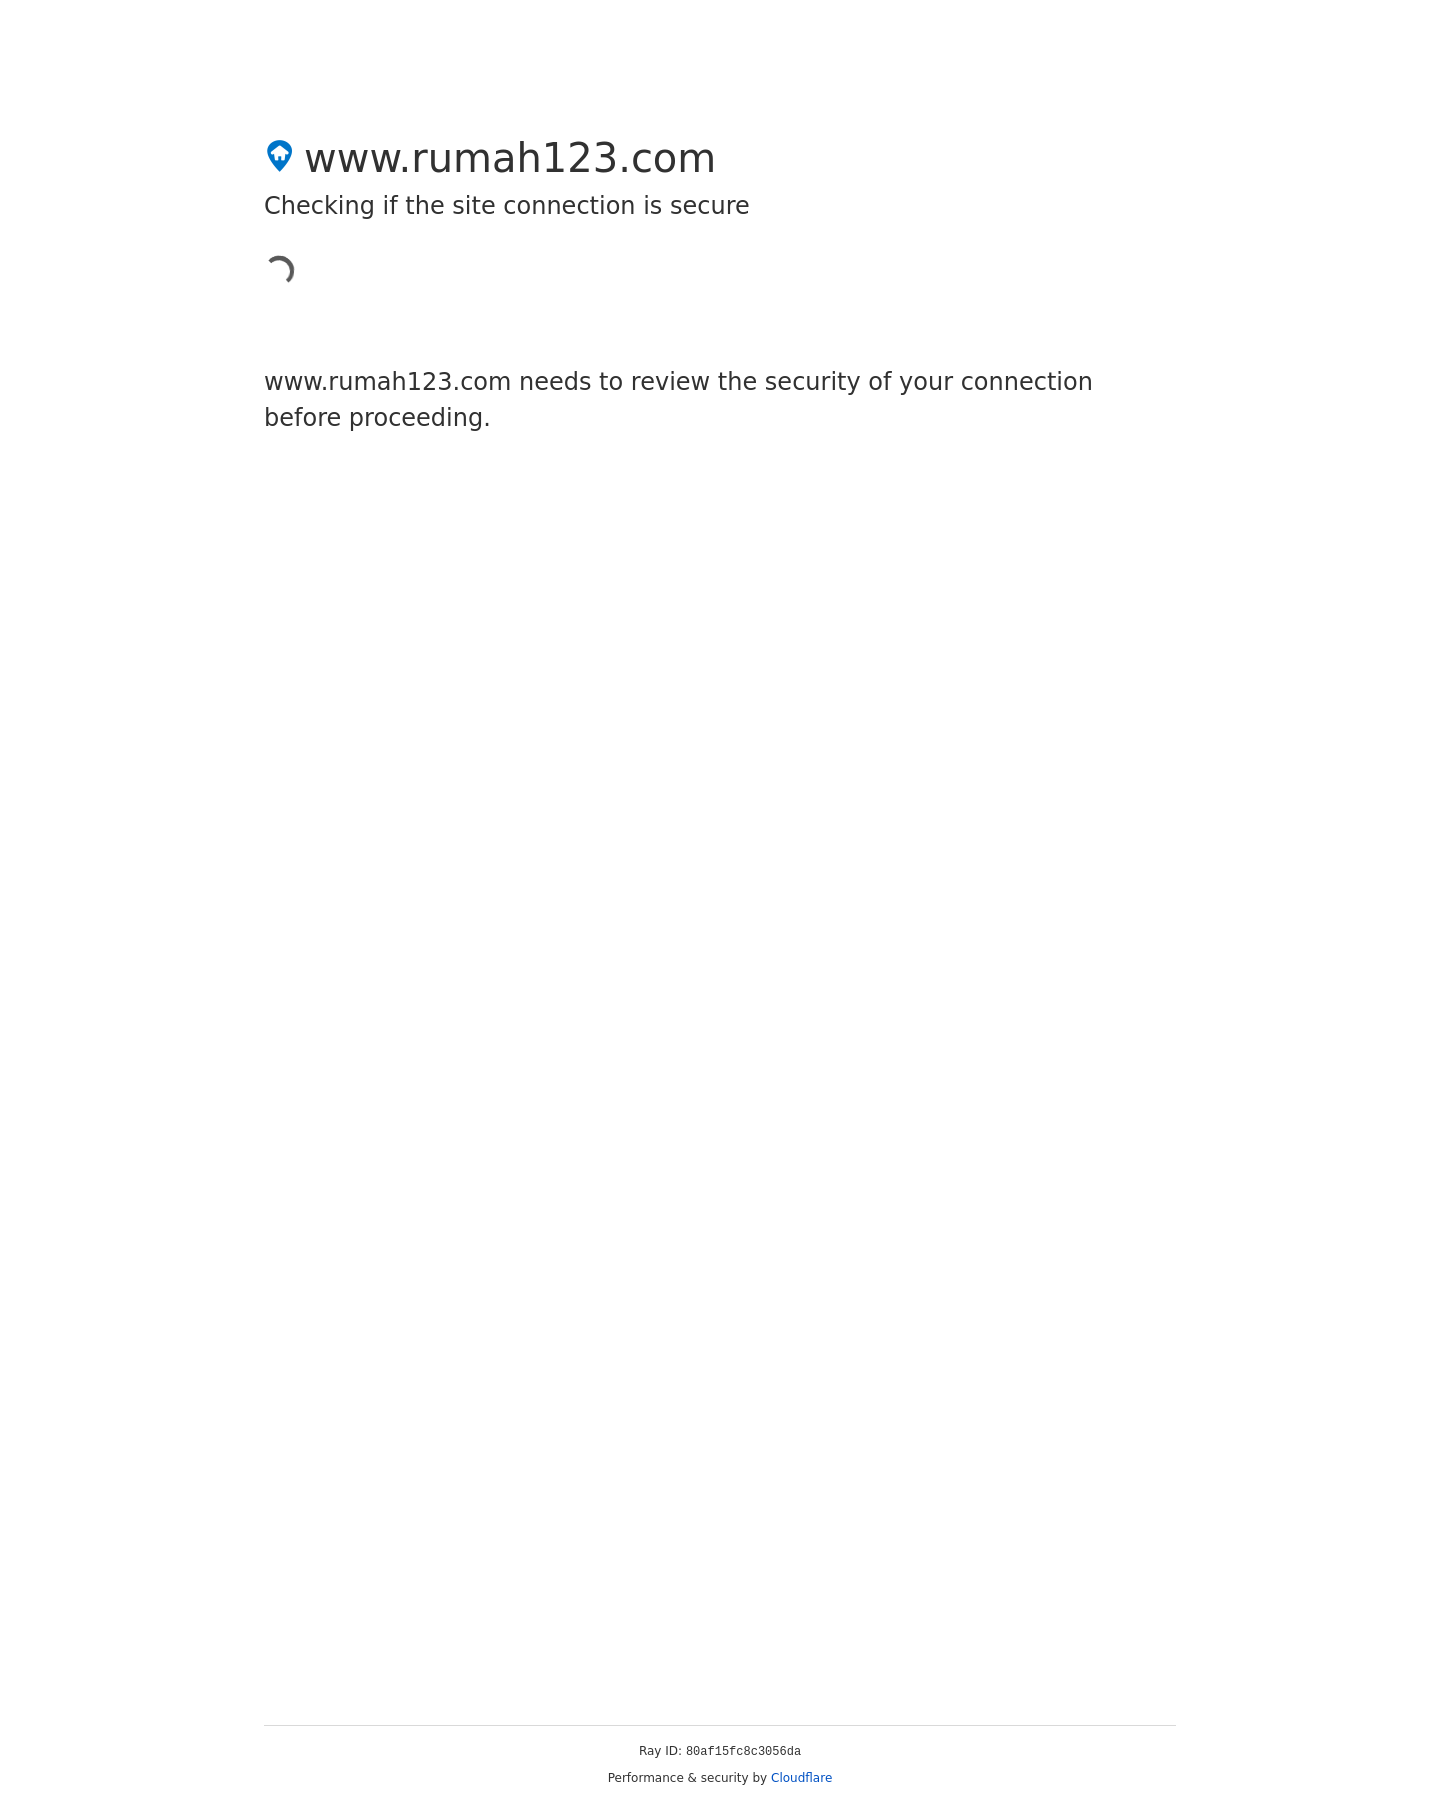 www.rumah123.com
Checking if the site connection is secure
www.rumah123.com needs to review the security of your connection
before proceeding.
Ray ID: 80af15fc8c3056da
Performance & security by Cloudflare